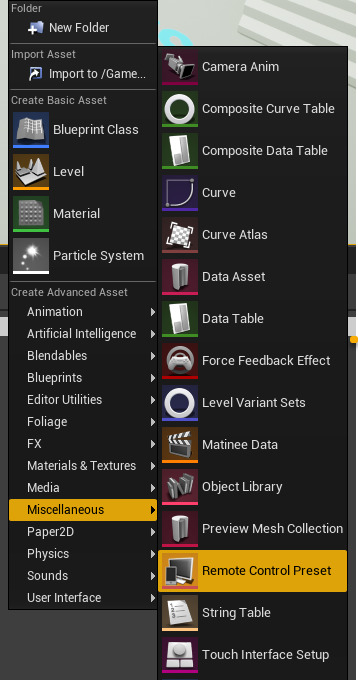 Folder
New Folder
Import Asset
Import to /Game...
Create Basic Asset
Blueprint Class
Level
Material
Particle System
Create Advanced Asset
Animation
Artificial Intelligence
Blendables
Blueprints
Editor Utilities
Foliage
FX
Materials & Textures
Media
Miscellaneous
Paper2D
Physics
Sounds
User Interface
Camera Anim
Composite Curve Table
Composite Data Table
Curve
Curve Atlas
Data Asset
Data Table
Force Feedback Effect
Level Variant Sets
Matinee Data
Object Library
Preview Mesh Collection
Remote Control Preset
String Table
Touch Interface Setup